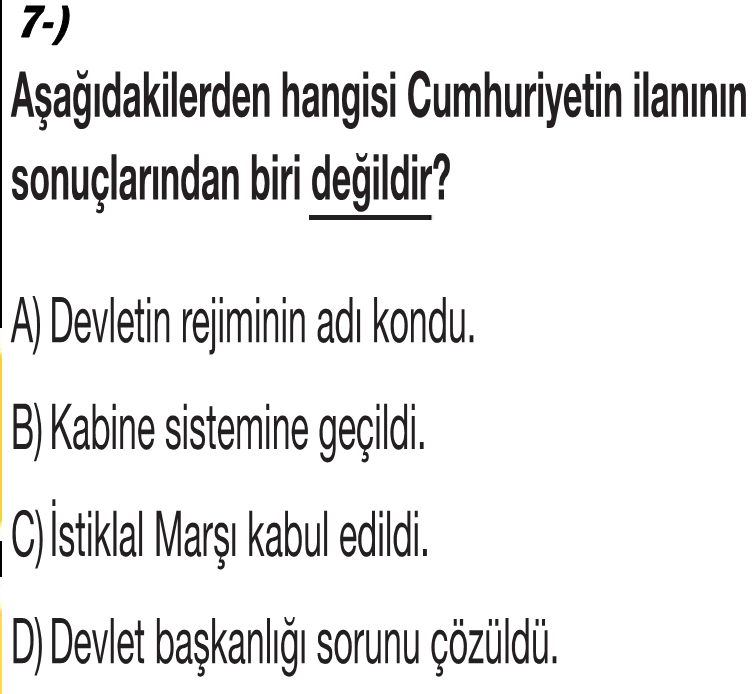 7-)
Aşağıdakilerden hangisi Cumhuriyetin ilanının
sonuçlarından biri değildir?
A) Devletin rejiminin adı kondu.
B) Kabine sistemine geçildi.
C) İstiklal Marşı kabul edildi.
D) Devlet başkanlığı sorunu çözüldü.